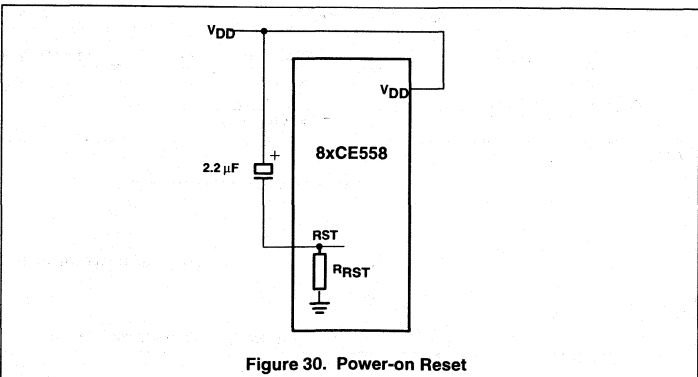 VDD
VDD
8xCE558
+
2.2 µF
RST
RRST
Figure 30. Power-on Reset